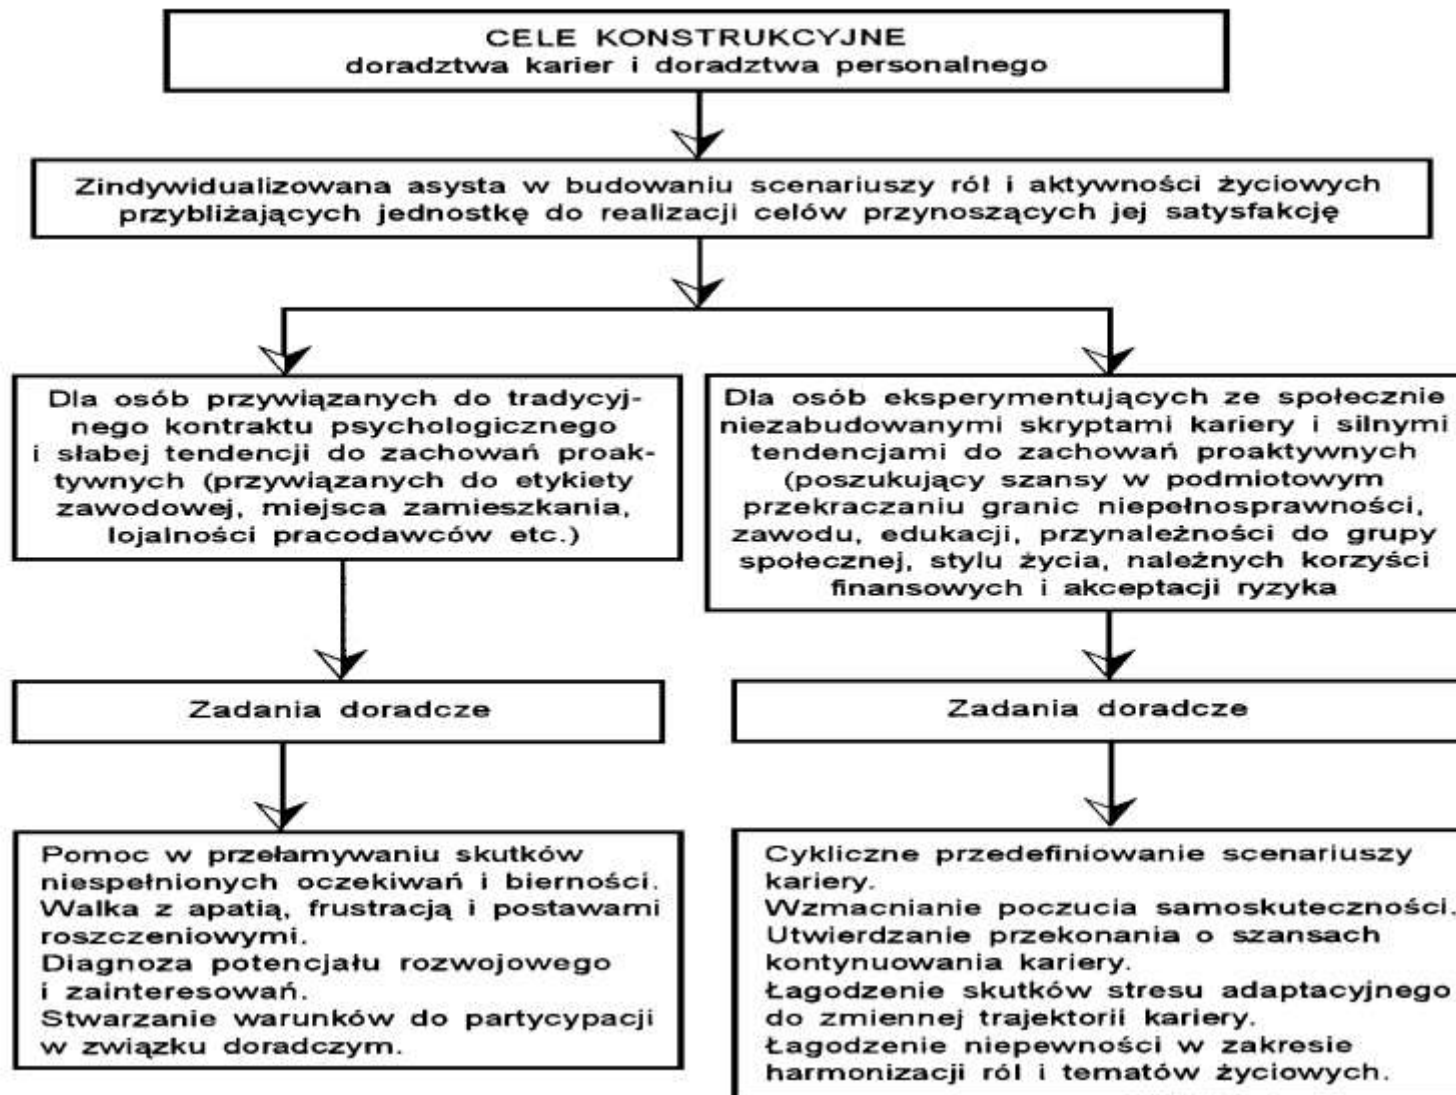 CELE KONSTRUKCYJNE
doradztwa karier i doradztwa personalnego
Zindywidualizowana asysta w budowaniu scenariuszy ról i aktywności życiowych
przybliżających jednostkę do realizacji celów przynoszących jej satysfakcję
Dla osób przywiązanych do tradycyj-
nego kontraktu psychologicznego
i słabej tendencji do zachowań proak-
tywnych (przywiązanych do etykiety
zawodowej, miejsca zamieszkania,
lojalności pracodawców etc.)
Dla osób eksperymentujących ze społecznie
niezabudowanymi skryptami kariery i silnymi
tendencjami do zachowań proaktywnych
(poszukujący szansy w podmiotowym
przekraczaniu granic niepełnosprawności,
zawodu, edukacji, przynależności do grupy
społecznej, stylu życia, należnych korzyści
finansowych i akceptacji ryzyka
Zadania doradcze
Zadania doradcze
Pomoc w przełamywaniu skutków
niespełnionych oczekiwań i bierności.
Walka z apatią, frustracją i postawami
roszczeniowymi.
Diagnoza potencjału rozwojowego
i zainteresowań.
Stwarzanie warunków do partycypacji
w związku doradczym.
Cykliczne przedefiniowanie scenariuszy
kariery.
Wzmacnianie poczucia samoskuteczności.
Utwierdzanie przekonania o szansach
kontynuowania kariery.
Łagodzenie skutków stresu adaptacyjnego
do zmiennej trajektorii kariery.
Łagodzenie niepewności w zakresie
harmonizacji ról i tematów życiowych.